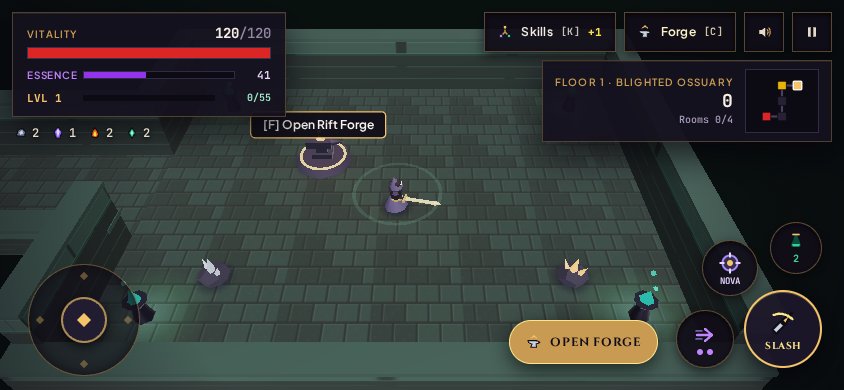 VITALITY 120/120
ESSENCE 41
LVL 1 0/55
2 1 2 2
Skills [K] +1
Forge [C]
FLOOR 1 · BLIGHTED OSSUARY
0
Rooms 0/4
[F] Open Rift Forge
2
NOVA
OPEN FORGE
SLASH